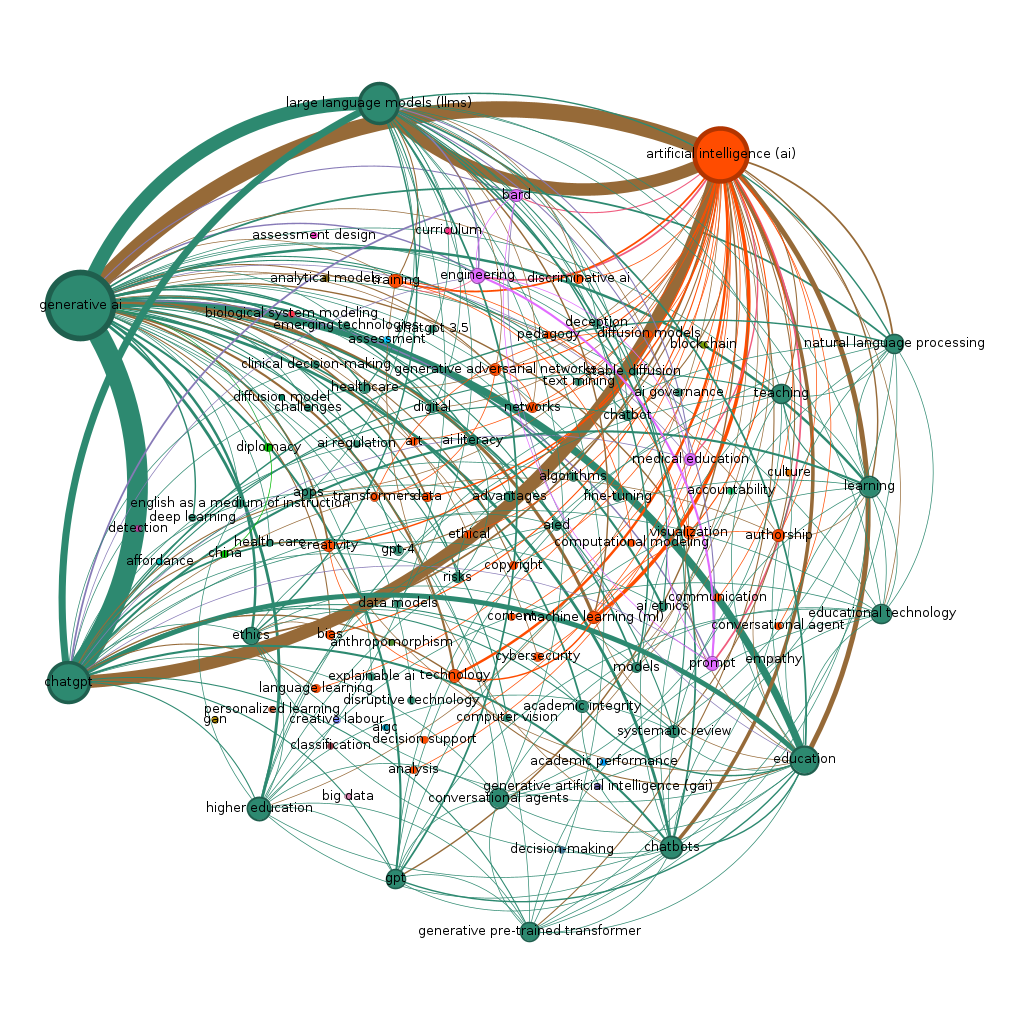 large language models (llms)
artificial intelligence (ai)
bard
curriculum
assessment design
engineering
analytical models
training
discriminative ai
generative ai
biological system modeling
emerging technologies
chatgpt 3.5
deception
pedagogy
diffusion models
assessment
blockchain
natural language processing
clinical decision-making
generative adversarial networks
stable diffusion
text mining
healthcare
ai governance
teaching
diffusion model
challenges
digital
networks
chatbot
diplomacy
ai regulation
art
ai literacy
medical education
culture
algorithms
learning
apps
transformers
data
advantages
fine-tuning
accountability
english as a medium of instruction
deep learning
detection
aied
ethical
visualization
authorship
health care
creativity
gpt-4
computational modeling
china
affordance
copyright
risks
communication
data models
ai ethics
content
machine learning (ml)
educational technology
conversational agent
ethics
bias
anthropomorphism
cybersecurity
models
prompt
empathy
explainable ai
technology
chatgpt
language learning
disruptive technology
personalized learning
academic integrity
gan
creative labour
computer vision
aigc
systematic review
decision support
classification
academic performance
education
analysis
generative artificial intelligence (gai)
big data
conversational agents
higher education
decision-making
chatbots
gpt
generative pre-trained transformer